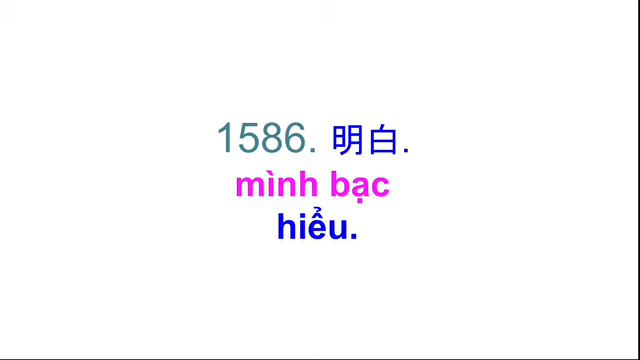 1586. 明白.
mình bạc
hiểu.